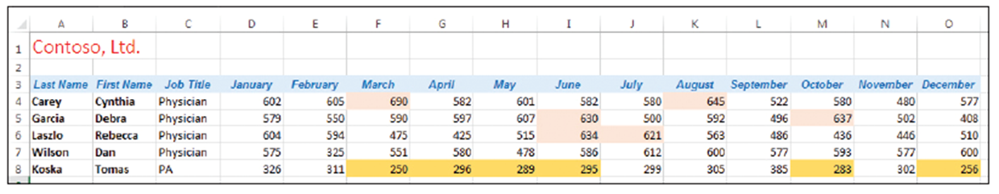 A B C D E F G H I J K L M N O
1 Contoso, Ltd.
2
3 Last Name First Name Job Title January February March April May June July August September October November December
4 Carey Cynthia Physician 602 605 690 582 601 582 580 645 522 580 480 577
5 Garcia Debra Physician 579 550 590 597 607 630 500 592 496 637 502 408
6 Laszlo Rebecca Physician 604 594 475 425 515 634 621 563 486 436 446 510
7 Wilson Dan Physician 575 325 551 580 478 586 612 600 577 593 577 600
8 Koska Tomas PA 326 311 250 296 289 295 299 305 385 283 302 256